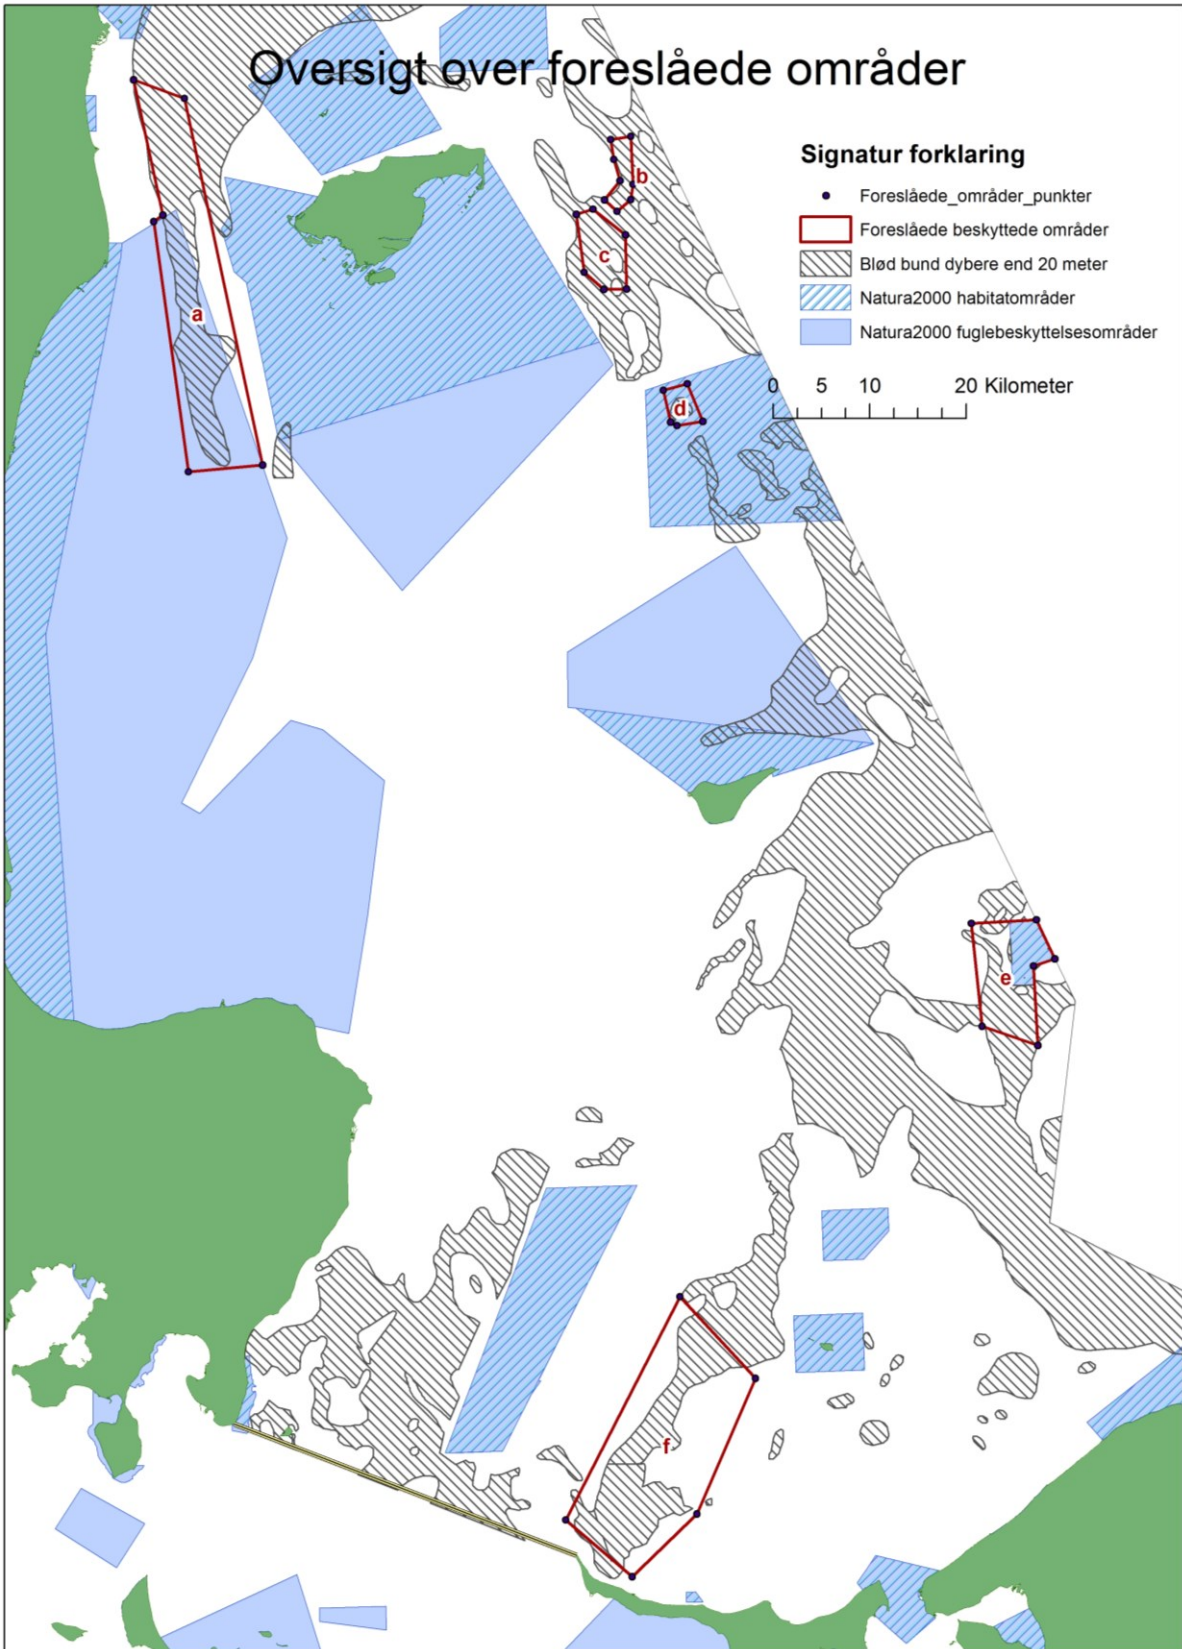 Oversigt over foreslåede områder
Signatur forklaring
Foreslåede_områder_punkter
Foreslåede beskyttede områder
Blød bund dybere end 20 meter
Natura2000 habitatområder
Natura2000 fuglebeskyttelsesområder
0 5 10 20 Kilometer
b
c
a
d
e
f